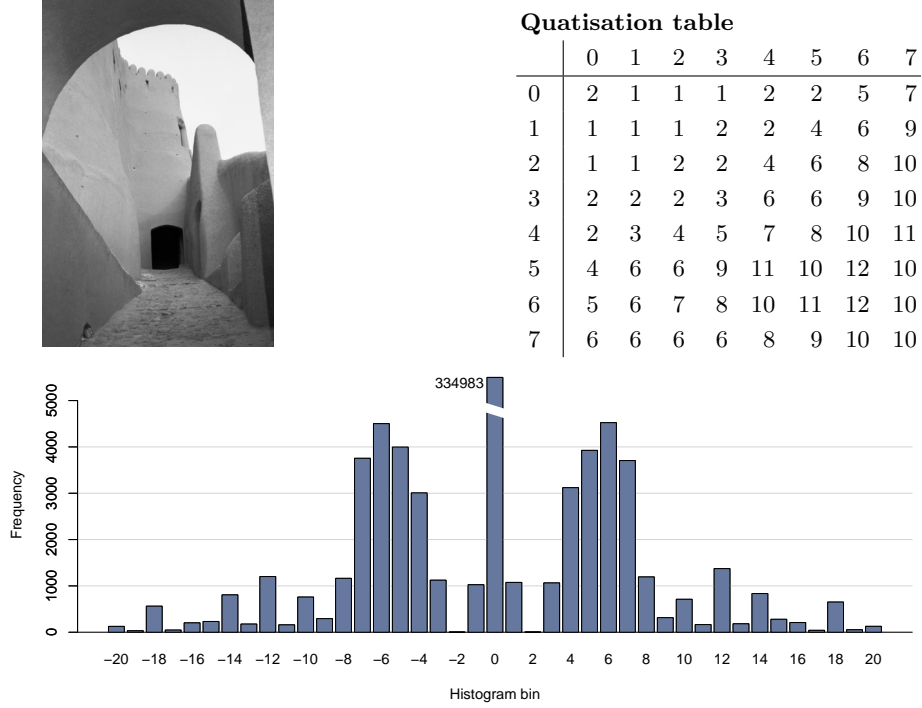 Quatisation table
0 1 2 3 4 5 6 7
0 2 1 1 1 2 2 5 7
1 1 1 1 2 2 4 6 9
2 1 1 2 2 4 6 8 10
3 2 2 2 3 6 6 9 10
4 2 3 4 5 7 8 10 11
5 4 6 6 9 11 10 12 10
6 5 6 7 8 10 11 12 10
7 6 6 6 6 8 9 10 10
334983
5000
4000
3000
2000
1000
0
Frequency
−20 −18 −16 −14 −12 −10 −8 −6 −4 −2 0 2 4 6 8 10 12 14 16 18 20
Histogram bin